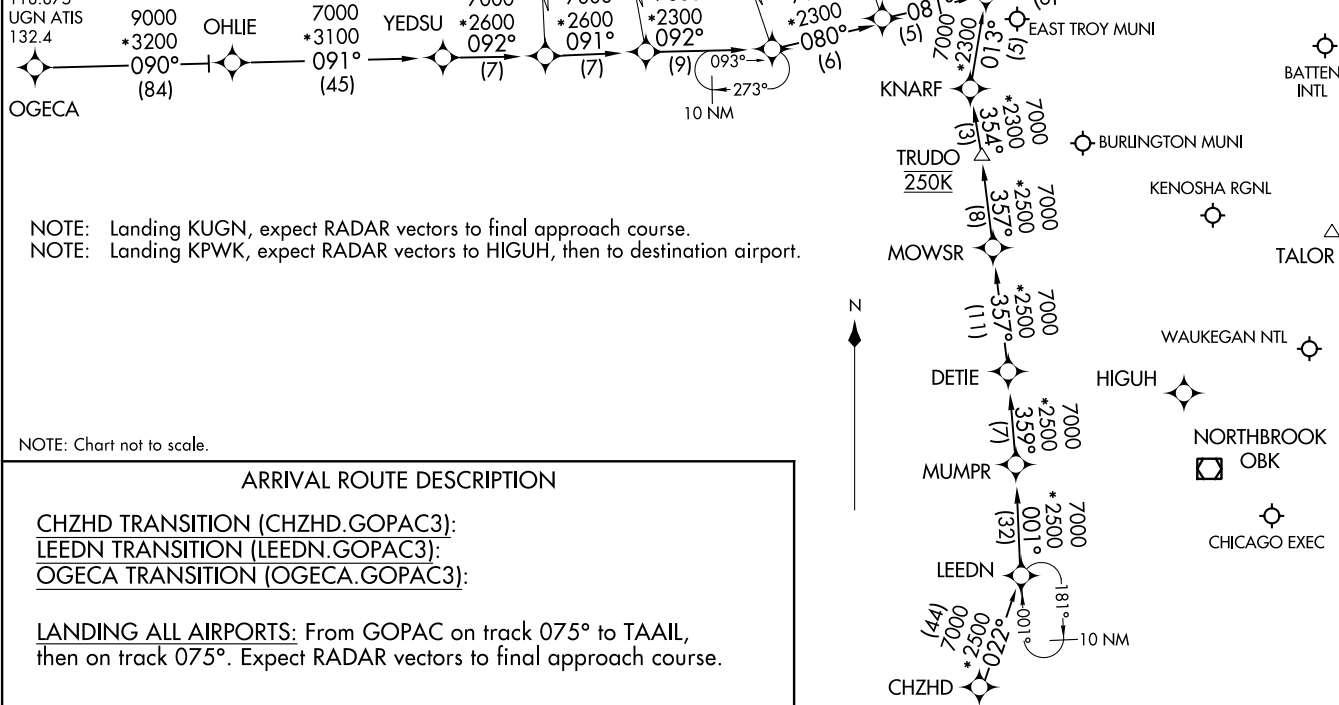 UGN ATIS
132.4
9000
*3200
090°
(84)
OGECA
OHLIE
7000
*3100
091°
(45)
YEDSU
*2600
092°
(7)
*2600
091°
(7)
*2300
092°
(9)
093°
273°
10 NM
*2300
080°
(6)
(5)
7000
*2300
013°
(5)
EAST TROY MUNI
BATTEN
INTL
KNARF
7000
*2300
354°
(3)
BURLINGTON MUNI
TRUDO
250K
7000
*2500
357°
(8)
KENOSHA RGNL
TALOR
MOWSR
7000
*2500
357°
(11)
WAUKEGAN NTL
DETIE
HIGUH
7000
*2500
359°
(7)
NORTHBROOK
OBK
MUMPR
7000
*2500
001°
(32)
CHICAGO EXEC
LEEDN
181°
001°
10 NM
(44)
7000
*2500
022°
CHZHD
N
NOTE: Landing KUGN, expect RADAR vectors to final approach course.
NOTE: Landing KPWK, expect RADAR vectors to HIGUH, then to destination airport.
NOTE: Chart not to scale.
ARRIVAL ROUTE DESCRIPTION
CHZHD TRANSITION (CHZHD.GOPAC3):
LEEDN TRANSITION (LEEDN.GOPAC3):
OGECA TRANSITION (OGECA.GOPAC3):
LANDING ALL AIRPORTS: From GOPAC on track 075° to TAAIL,
then on track 075°. Expect RADAR vectors to final approach course.